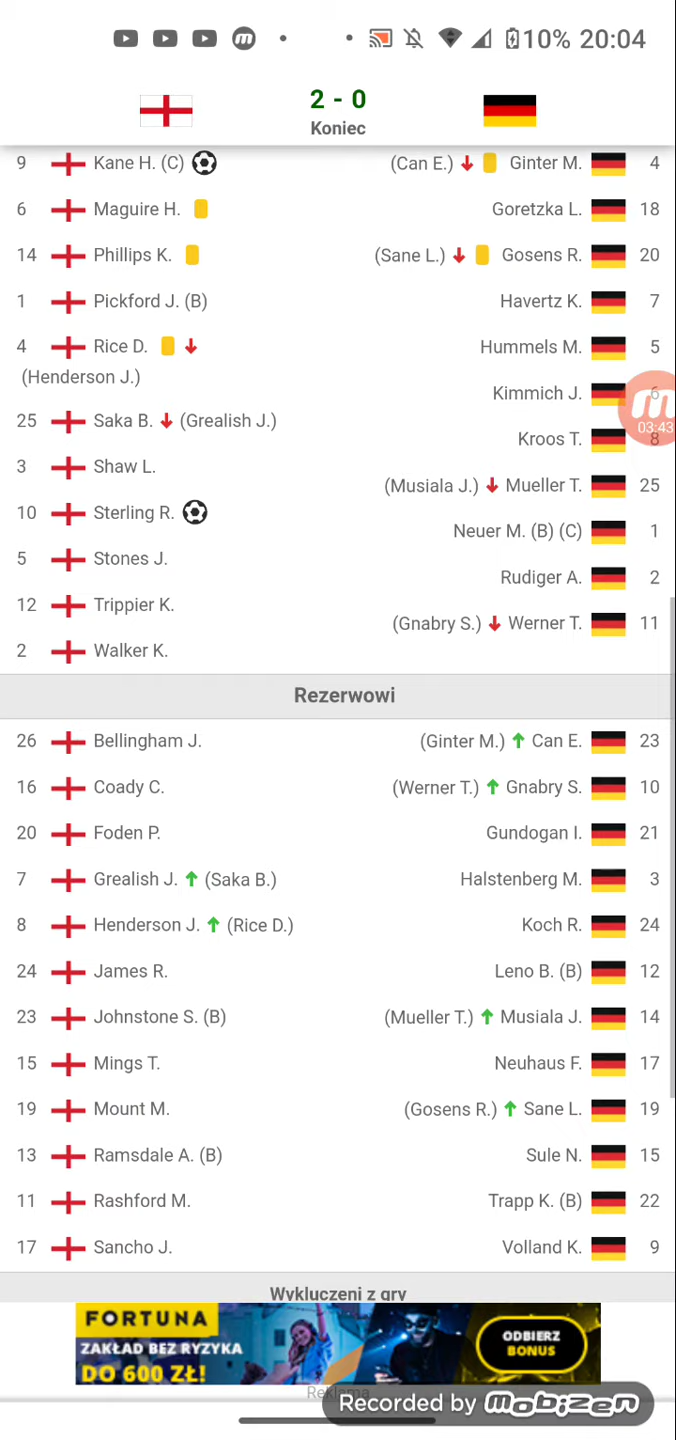 10% 20:04
2 - 0
Koniec
9 Kane H. (C) (Can E.) Ginter M. 4
6 Maguire H. Goretzka L. 18
14 Phillips K. (Sane L.) Gosens R. 20
1 Pickford J. (B) Havertz K. 7
4 Rice D. Hummels M. 5
(Henderson J.)
Kimmich J. 6
25 Saka B. (Grealish J.)
03:43
Kroos T. 8
3 Shaw L.
(Musiala J.) Mueller T. 25
10 Sterling R.
Neuer M. (B) (C) 1
5 Stones J.
Rudiger A. 2
12 Trippier K.
(Gnabry S.) Werner T. 11
2 Walker K.
Rezerwowi
26 Bellingham J. (Ginter M.) Can E. 23
16 Coady C. (Werner T.) Gnabry S. 10
20 Foden P. Gundogan I. 21
7 Grealish J. (Saka B.) Halstenberg M. 3
8 Henderson J. (Rice D.) Koch R. 24
24 James R. Leno B. (B) 12
23 Johnstone S. (B) (Mueller T.) Musiala J. 14
15 Mings T. Neuhaus F. 17
19 Mount M. (Gosens R.) Sane L. 19
13 Ramsdale A. (B) Sule N. 15
11 Rashford M. Trapp K. (B) 22
17 Sancho J. Volland K. 9
Wykluczeni z gry
FORTUNA
ZAKŁAD BEZ RYZYKA
DO 600 ZŁ!
ODBIERZ
BONUS
Reklama
Recorded by mobizen